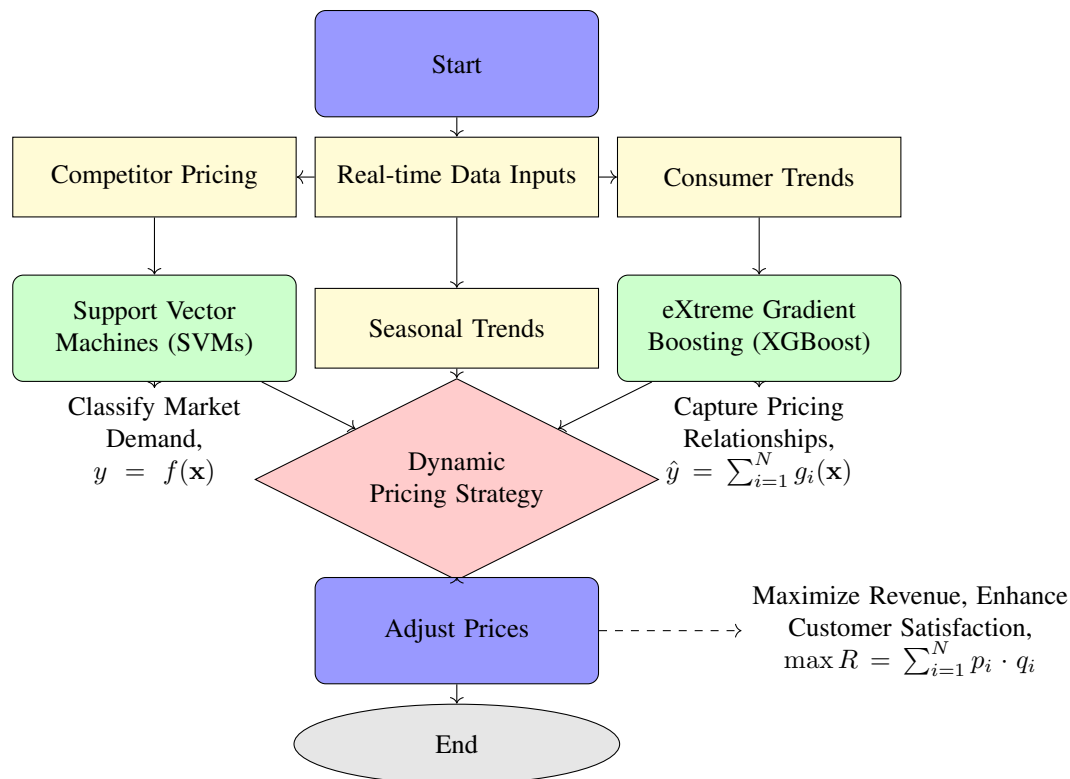 Start
Competitor Pricing
Real-time Data Inputs
Consumer Trends
Support Vector
Machines (SVMs)
Seasonal Trends
eXtreme Gradient
Boosting (XGBoost)
Classify Market
Demand,
y = f(x)
Capture Pricing
Relationships,
ŷ = ∑_{i=1}^{N} g_i(x)
Dynamic
Pricing Strategy
Adjust Prices
Maximize Revenue, Enhance
Customer Satisfaction,
max R = ∑_{i=1}^{N} p_i · q_i
End